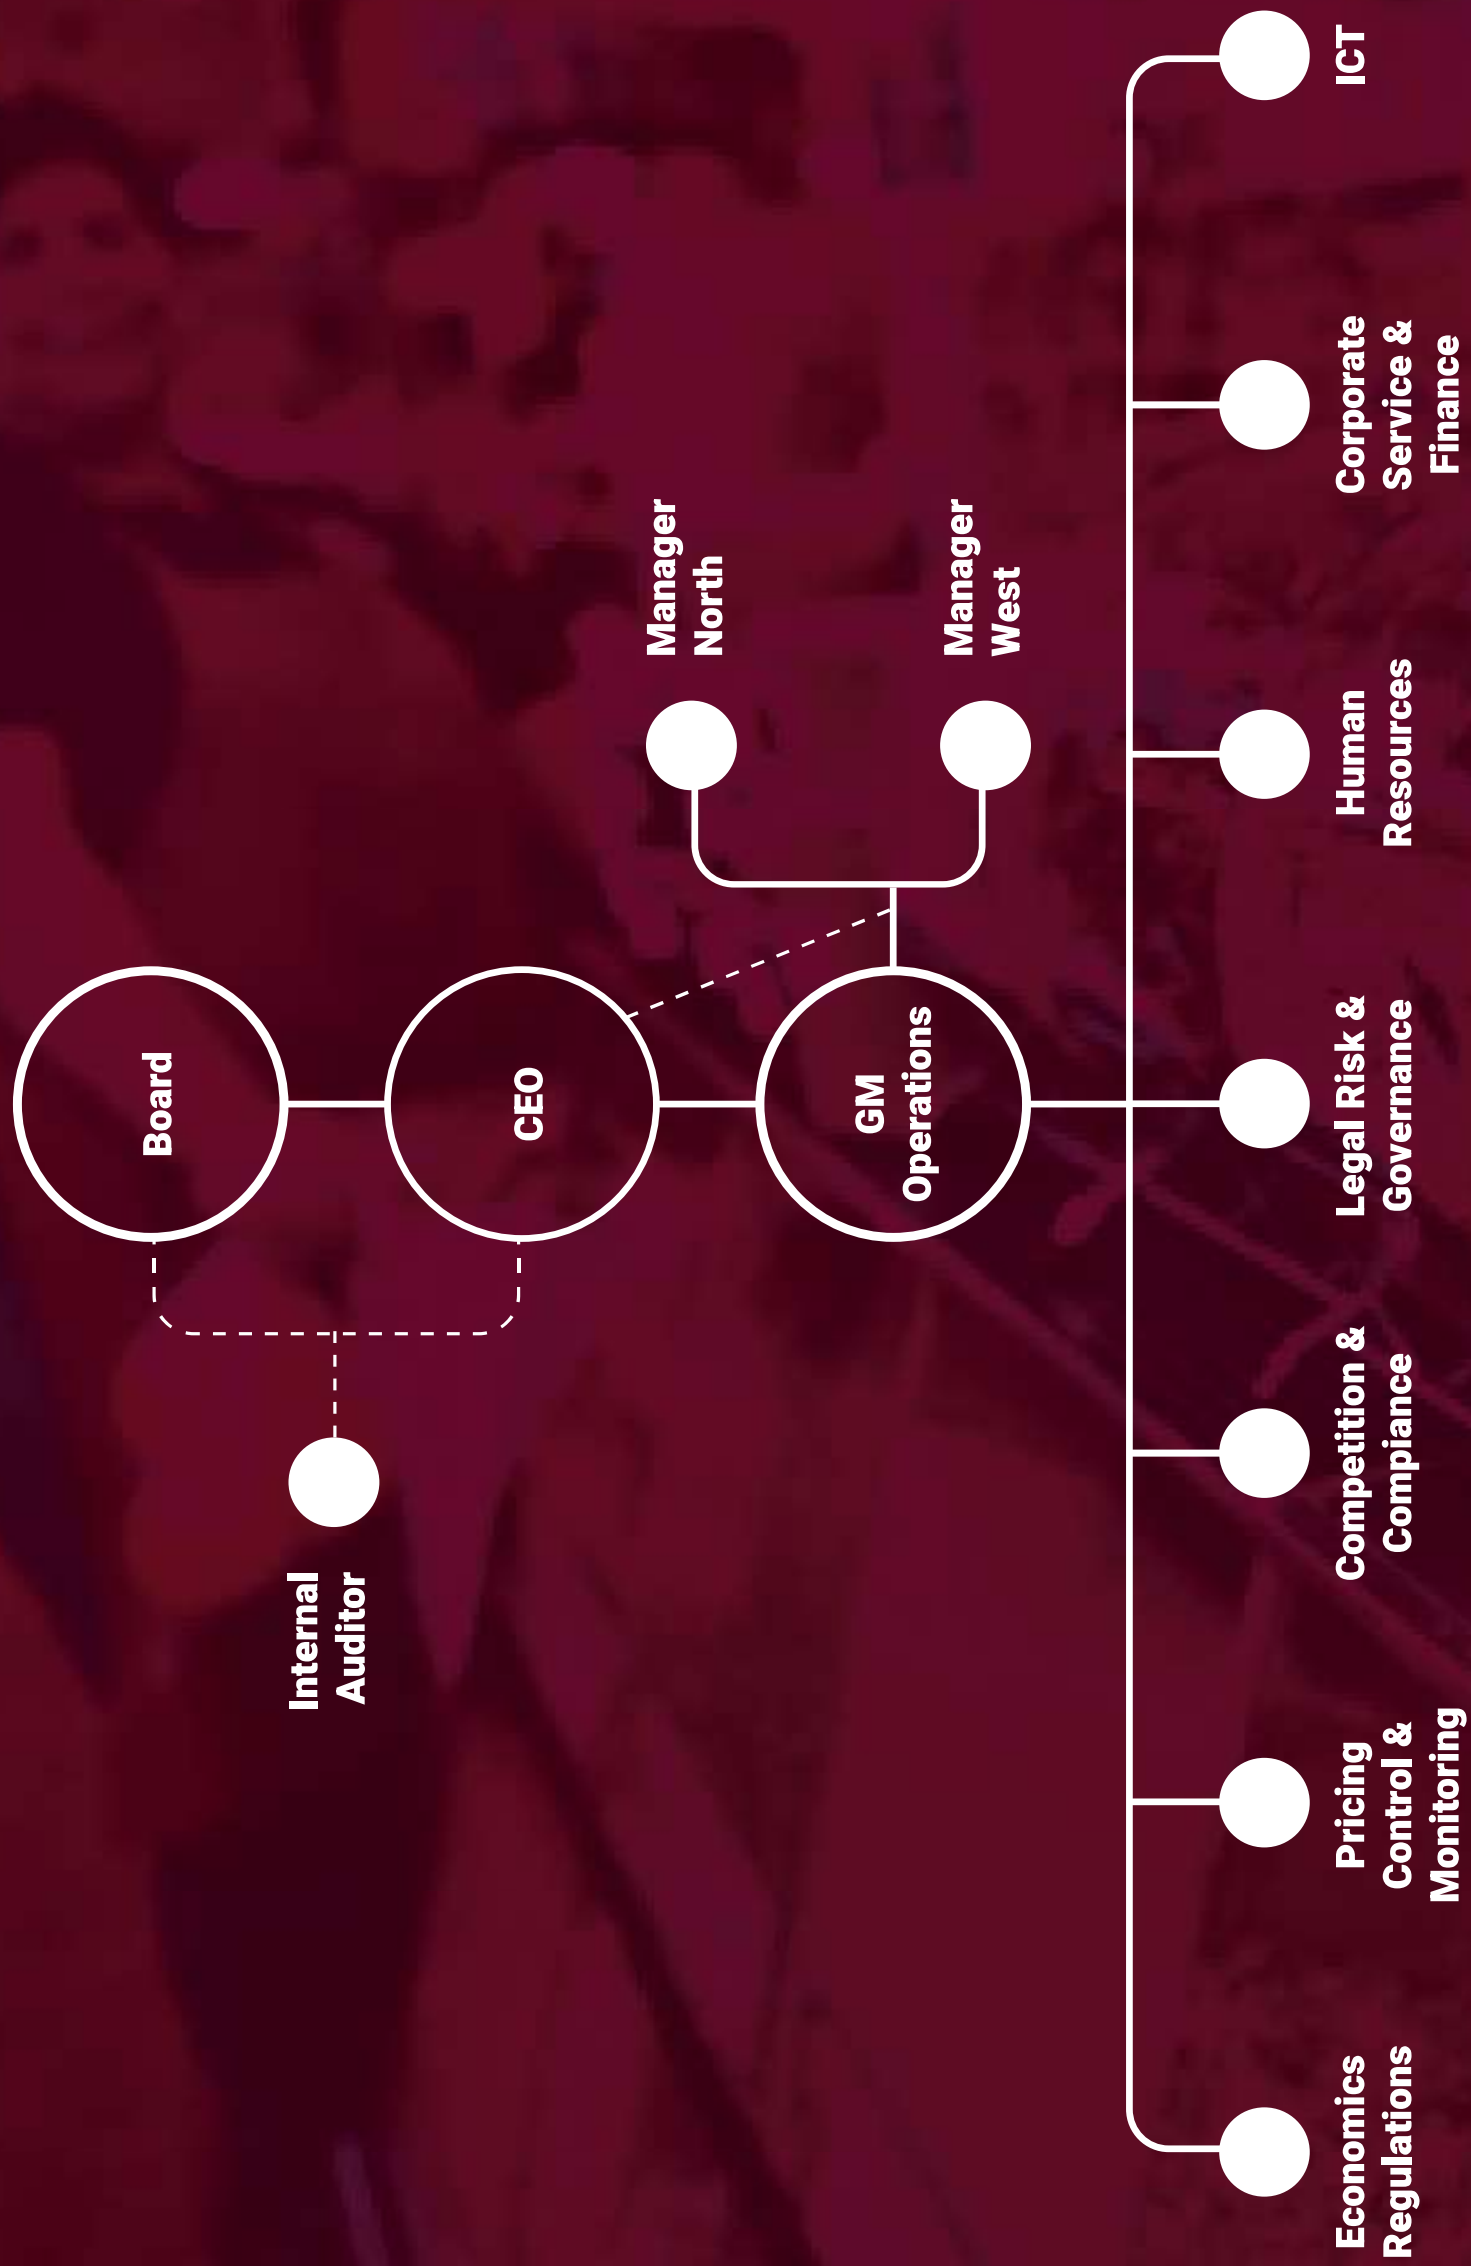 Board
CEO
Internal
Auditor
GM
Operations
Manager
North
Manager
West
Economics
Regulations
Pricing
Control &
Monitoring
Competition &
Compiance
Legal Risk &
Governance
Human
Resources
Corporate
Service &
Finance
ICT